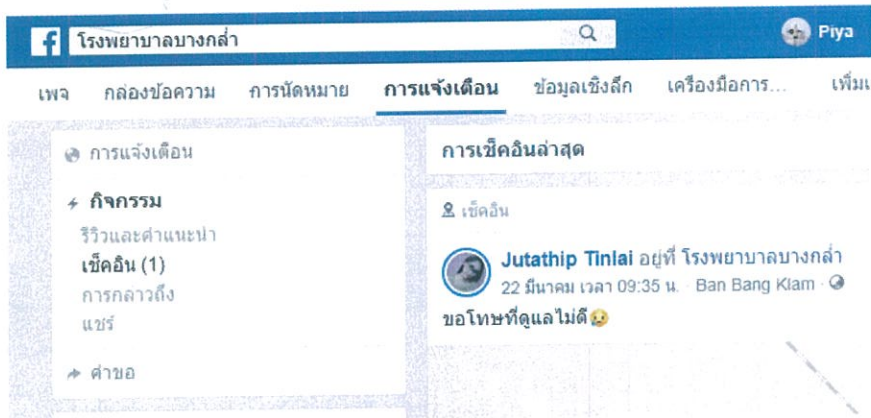 f โรงพยาบาลบางกล่ำ Piya
เพจ กล่องข้อความ การนัดหมาย การแจ้งเตือน ข้อมูลเชิงลึก เครื่องมือการ... เพิ่มเ
การแจ้งเตือน
กิจกรรม
รีวิวและคำแนะนำ
เช็คอิน (1)
การกล่าวถึง
แชร์
คำขอ
การเช็คอินล่าสุด
เช็คอิน
Jutathip Tinlai อยู่ที่ โรงพยาบาลบางกล่ำ
22 มีนาคม เวลา 09:35 น. · Ban Bang Klam ·
ขอโทษที่ดูแลไม่ดี😢